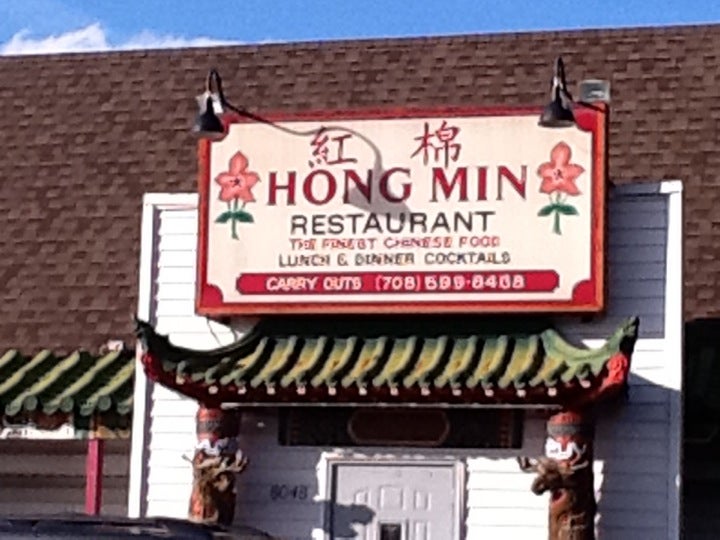 紅 棉
HONG MIN
RESTAURANT
THE FINEST CHINESE FOOD
LUNCH & DINNER COCKTAILS
CARRY OUTS (708) 599-8488
8048